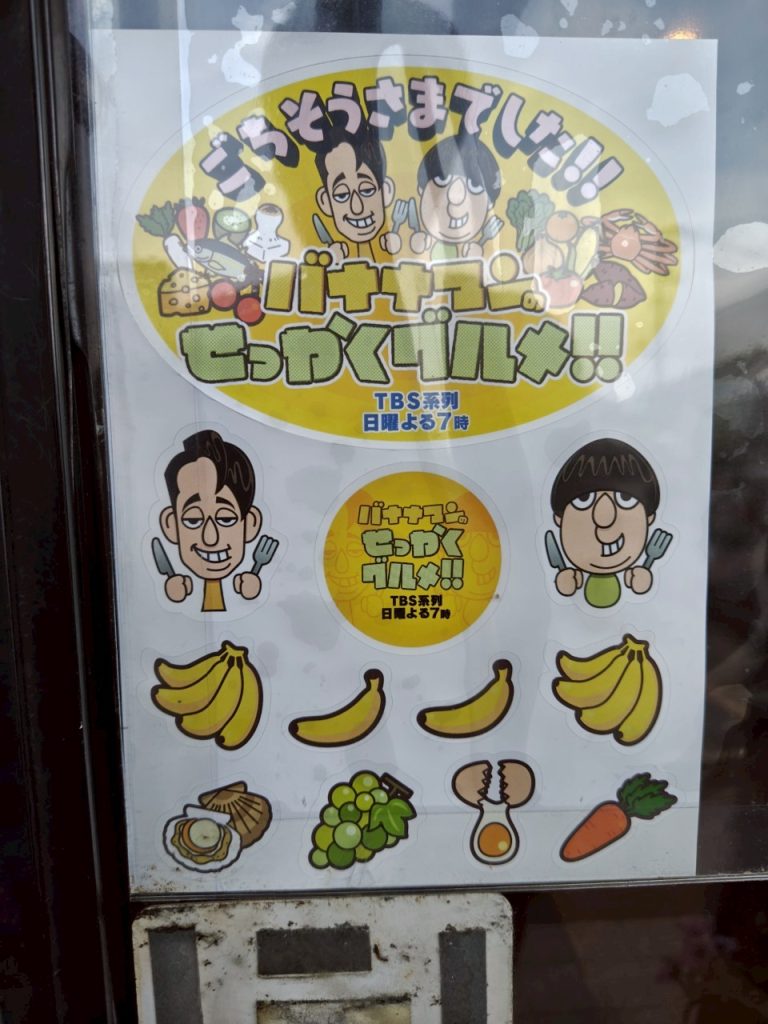 ごちそうさまでした!!
バナナマンの
せっかくグルメ!!
TBS系列
日曜よる7時
バナナマンの
せっかく
グルメ!!
TBS系列
日曜よる7時